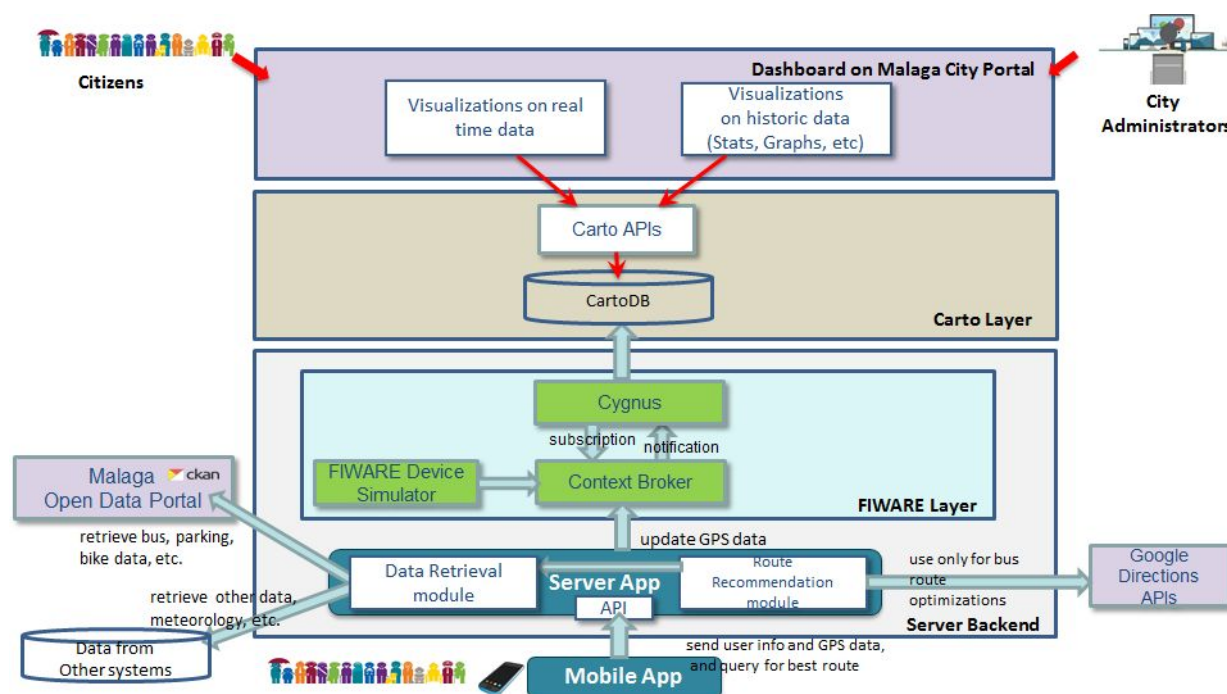 Citizens
Dashboard on Malaga City Portal
City
Administrators
Visualizations on real
time data
Visualizations
on historic data
(Stats, Graphs, etc)
Carto APIs
CartoDB
Carto Layer
Cygnus
subscription
notification
FIWARE Device
Simulator
Context Broker
FIWARE Layer
Malaga ckan
Open Data Portal
retrieve bus, parking,
bike data, etc.
update GPS data
Data Retrieval
module
Server App
API
Route
Recommendation
module
use only for bus
route
optimizations
Google
Directions
APIs
retrieve other data,
meteorology, etc.
Server Backend
Data from
Other systems
send user info and GPS data,
and query for best route
Mobile App